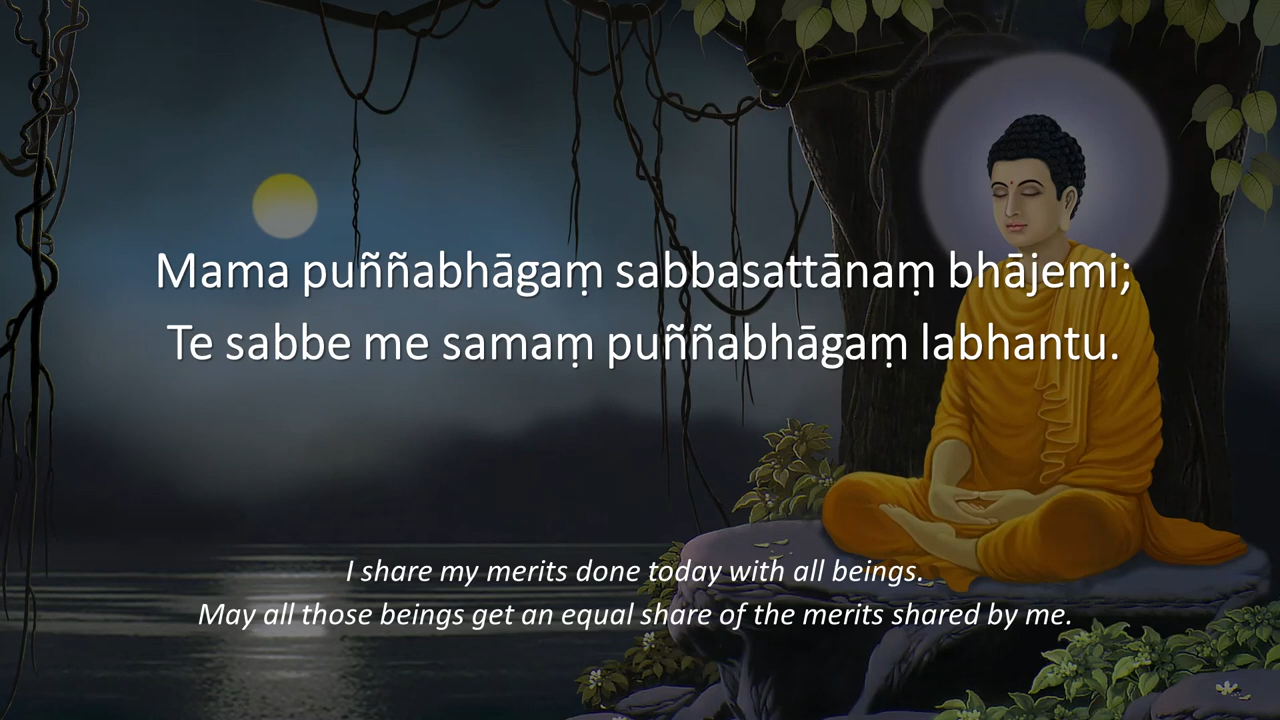 Mama puññabhāgaṃ sabbasattānaṃ bhājemi;
Te sabbe me samaṃ puññabhāgaṃ labhantu.
I share my merits done today with all beings.
May all those beings get an equal share of the merits shared by me.